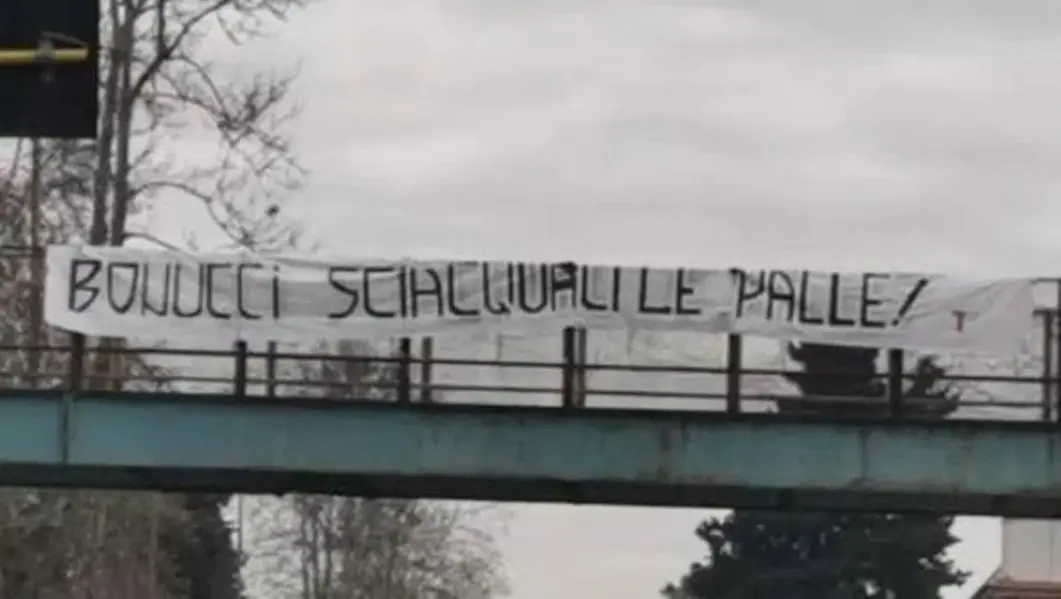 BONUCCi SCIACQUALI LE PALLE!
T